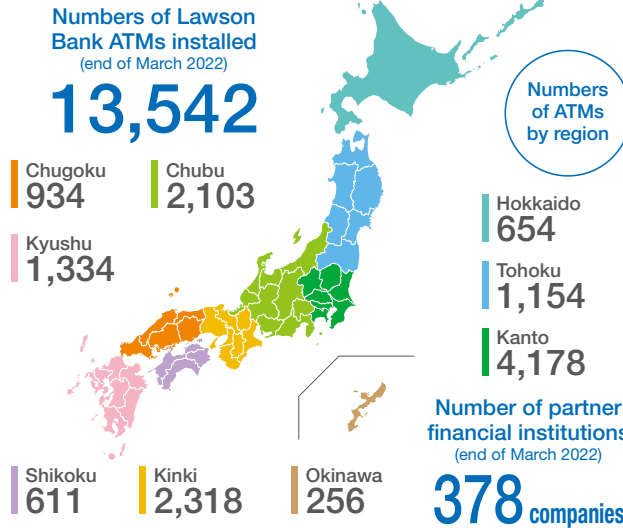 Numbers of Lawson
Bank ATMs installed
(end of March 2022)
13,542
Numbers
of ATMs
by region
Chugoku
934
Chubu
2,103
Kyushu
1,334
Hokkaido
654
Tohoku
1,154
Kanto
4,178
Shikoku
611
Kinki
2,318
Okinawa
256
Number of partner
financial institutions
(end of March 2022)
378 companies